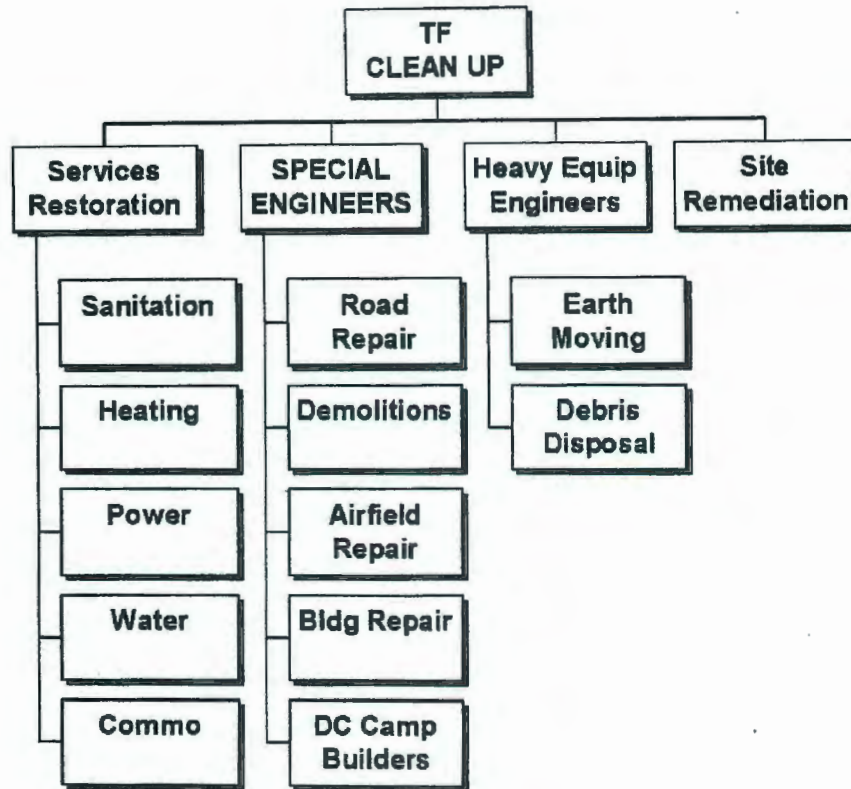 TF
CLEAN UP
Services
Restoration
SPECIAL
ENGINEERS
Heavy Equip
Engineers
Site
Remediation
Sanitation
Heating
Power
Water
Commo
Road
Repair
Demolitions
Airfield
Repair
Bldg Repair
DC Camp
Builders
Earth
Moving
Debris
Disposal